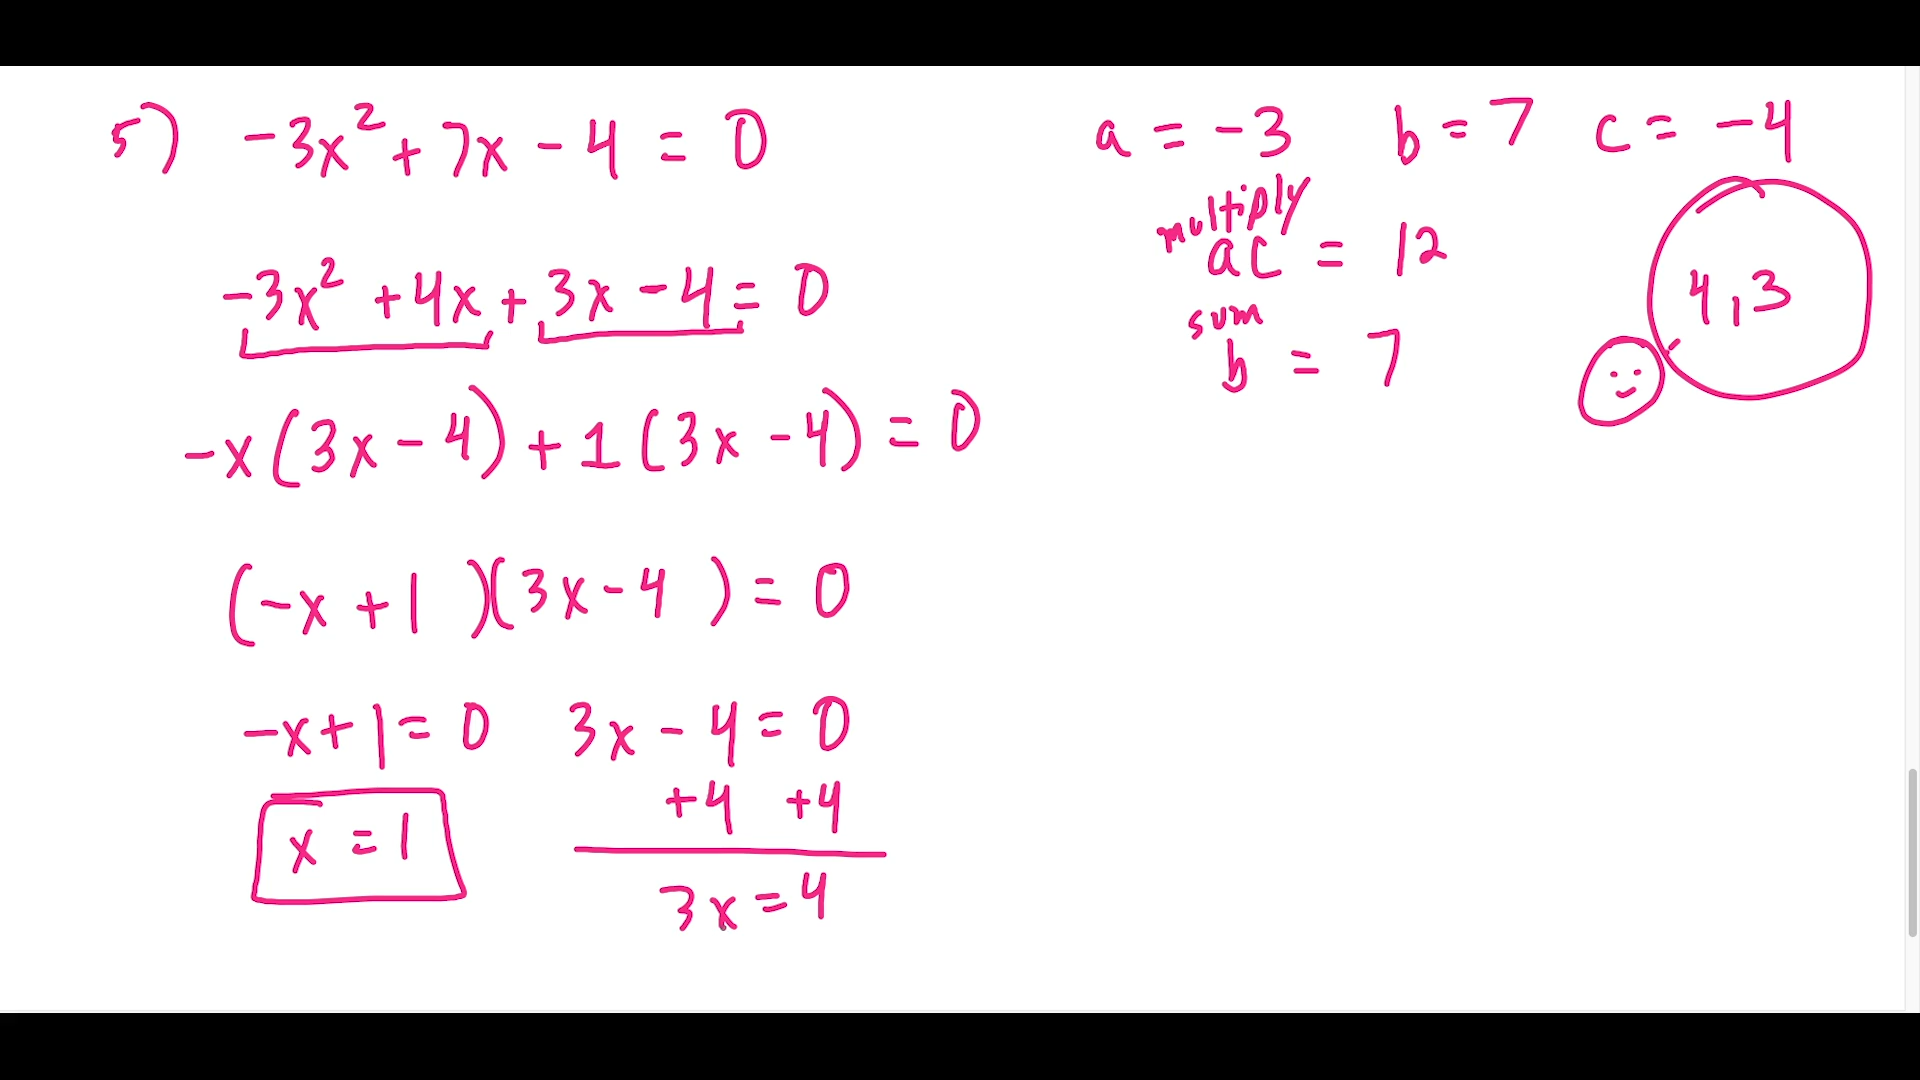 5) -3x² + 7x - 4 = 0
a = -3 b = 7 c = -4
multiply
ac = 12
sum
b = 7
4, 3
-3x² + 4x + 3x - 4 = 0
-x(3x - 4) + 1(3x - 4) = 0
(-x + 1)(3x - 4) = 0
-x + 1 = 0 3x - 4 = 0
+4 +4
x = 1
3x = 4